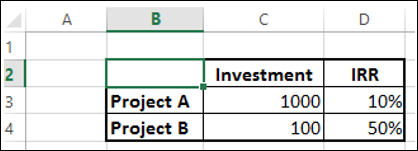 A B C D
1
2 Investment IRR
3 Project A 1000 10%
4 Project B 100 50%